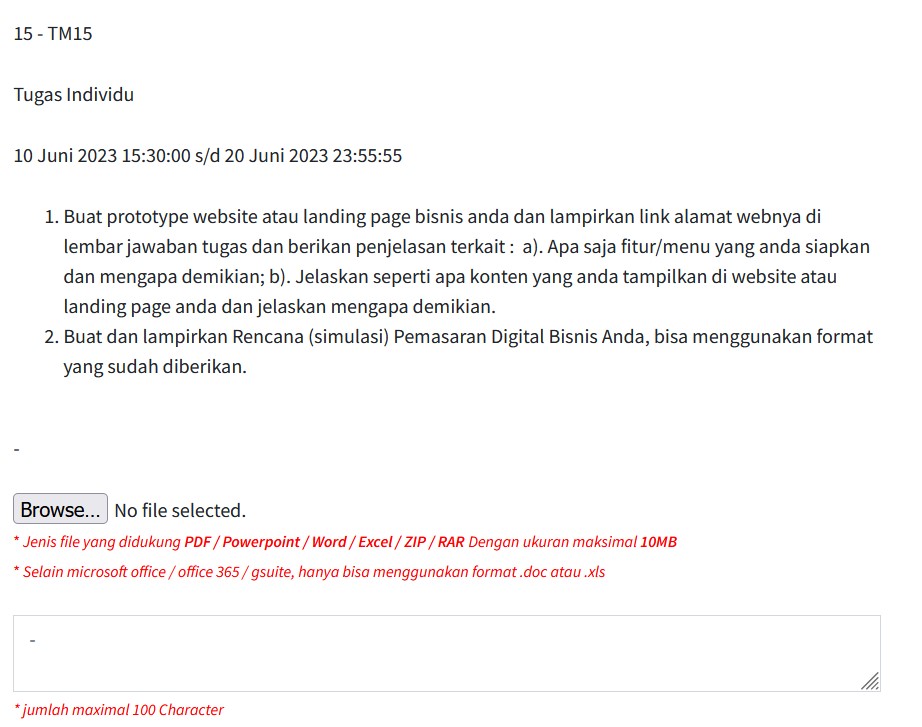 15 - TM15
Tugas Individu
10 Juni 2023 15:30:00 s/d 20 Juni 2023 23:55:55
1. Buat prototype website atau landing page bisnis anda dan lampirkan link alamat webnya di
lembar jawaban tugas dan berikan penjelasan terkait :  a). Apa saja fitur/menu yang anda siapkan
dan mengapa demikian; b). Jelaskan seperti apa konten yang anda tampilkan di website atau
landing page anda dan jelaskan mengapa demikian.
2. Buat dan lampirkan Rencana (simulasi) Pemasaran Digital Bisnis Anda, bisa menggunakan format
yang sudah diberikan.
-
Browse... No file selected.
* Jenis file yang didukung PDF / Powerpoint / Word / Excel / ZIP / RAR Dengan ukuran maksimal 10MB
* Selain microsoft office / office 365 / gsuite, hanya bisa menggunakan format .doc atau .xls
-
* jumlah maximal 100 Character